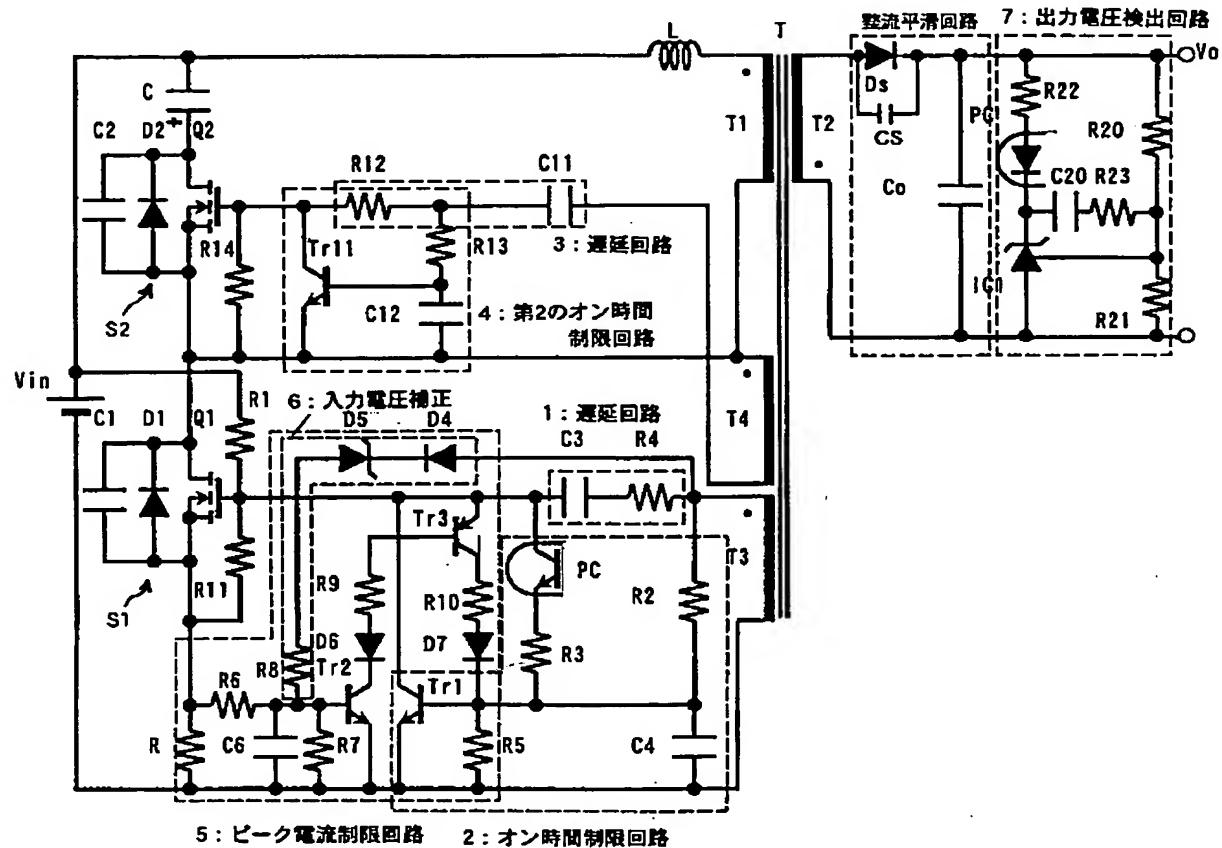 整流平滑回路
7：出力電圧検出回路
L
T
Vo
C
Ds
R22
C2
D2
+
Q2
T1
T2
CS
PC1
R20
R12
C11
Co
C20
R23
R14
Tr11
R13
3：遅延回路
C12
4：第2のオン時間
制限回路
IC1
R21
S2
Vin
R1
6：入力電圧補正
1：遅延回路
C1
D1
Q1
D5
D4
C3
R4
T4
Tr3
PC
T3
R11
R9
R10
R2
S1
D6
D7
R3
R8
Tr2
Tr1
R6
R
C6
R7
R5
C4
5：ピーク電流制限回路
2：オン時間制限回路